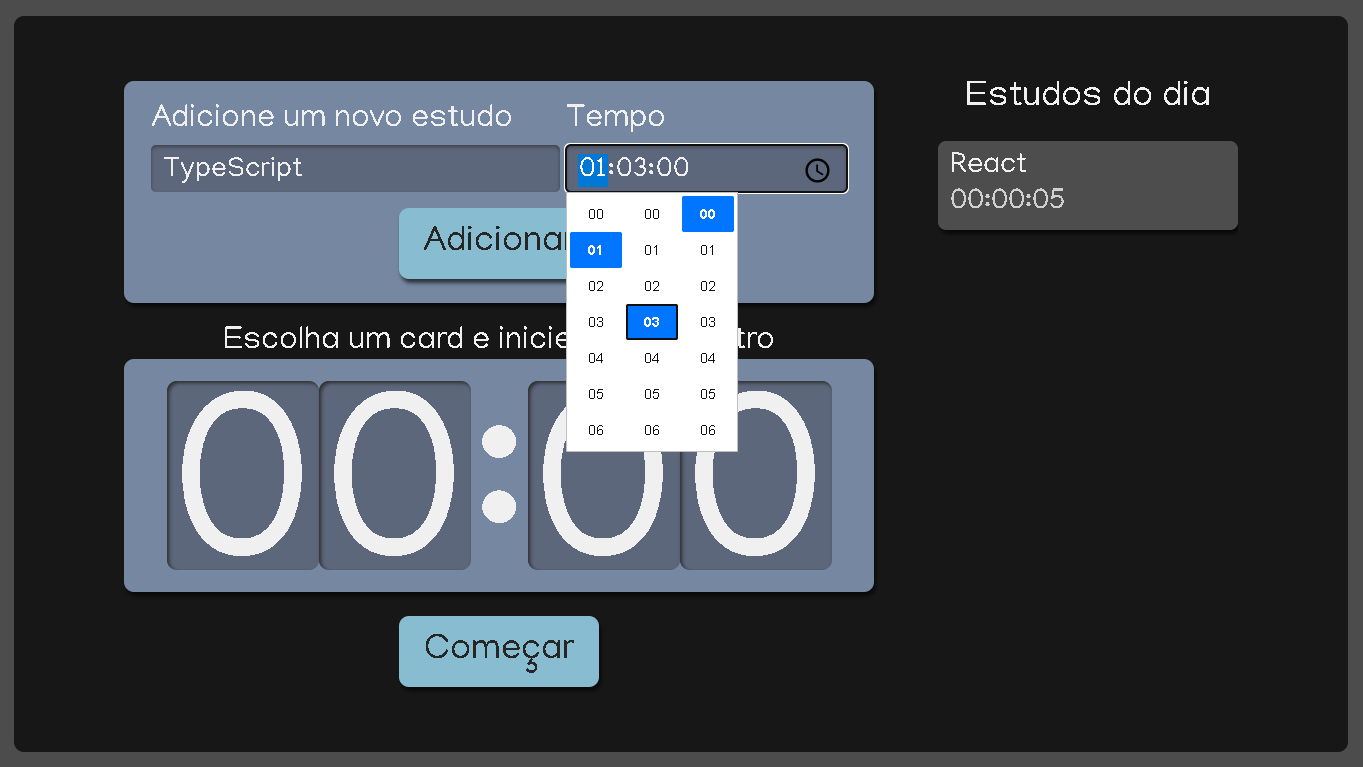 Adicione um novo estudo Tempo
TypeScript 01:03:00
Adicionar
00 00 00
01 01 01
02 02 02
03 03 03
04 04 04
05 05 05
06 06 06
Escolha um card e inicie tro
00:00
Começar
Estudos do dia
React
00:00:05